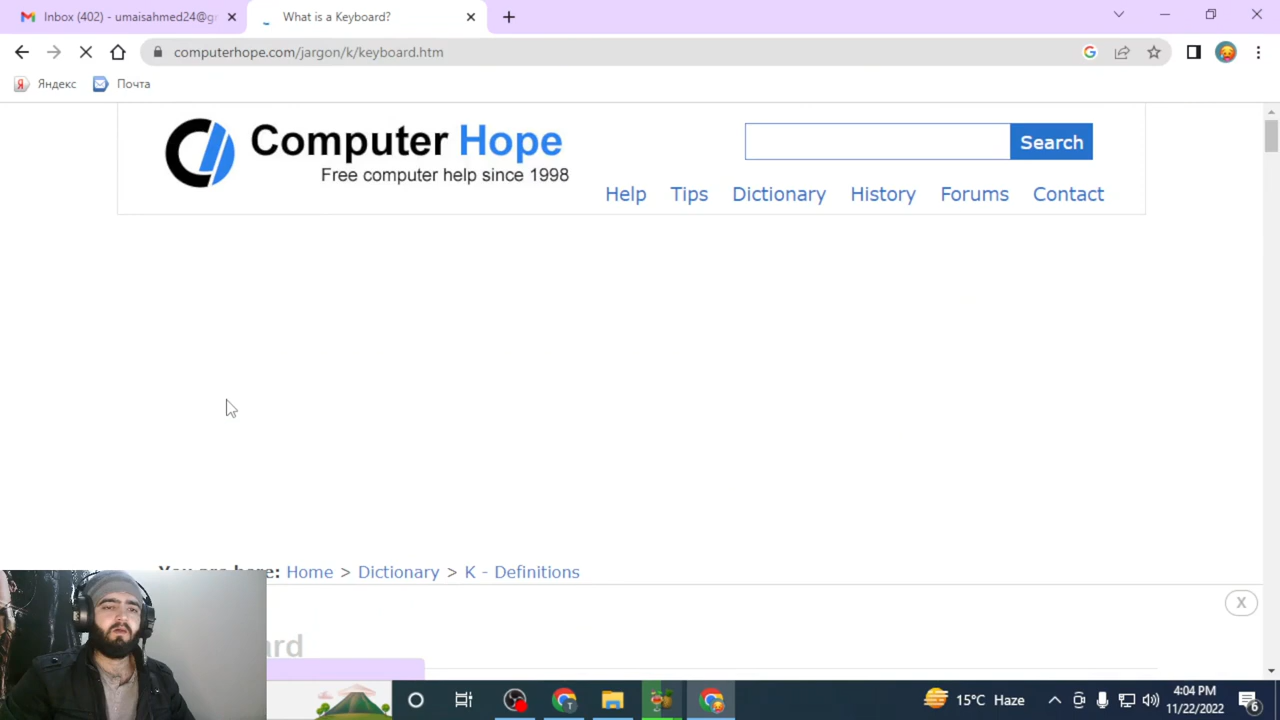 Inbox (402) - umaisahmed24@gr
What is a Keyboard?
computerhope.com/jargon/k/keyboard.htm
Яндекс
Почта
Computer Hope
Free computer help since 1998
Search
Help
Tips
Dictionary
History
Forums
Contact
You are here: Home > Dictionary > K - Definitions
ard
15°C Haze
4:04 PM
11/22/2022
6
X